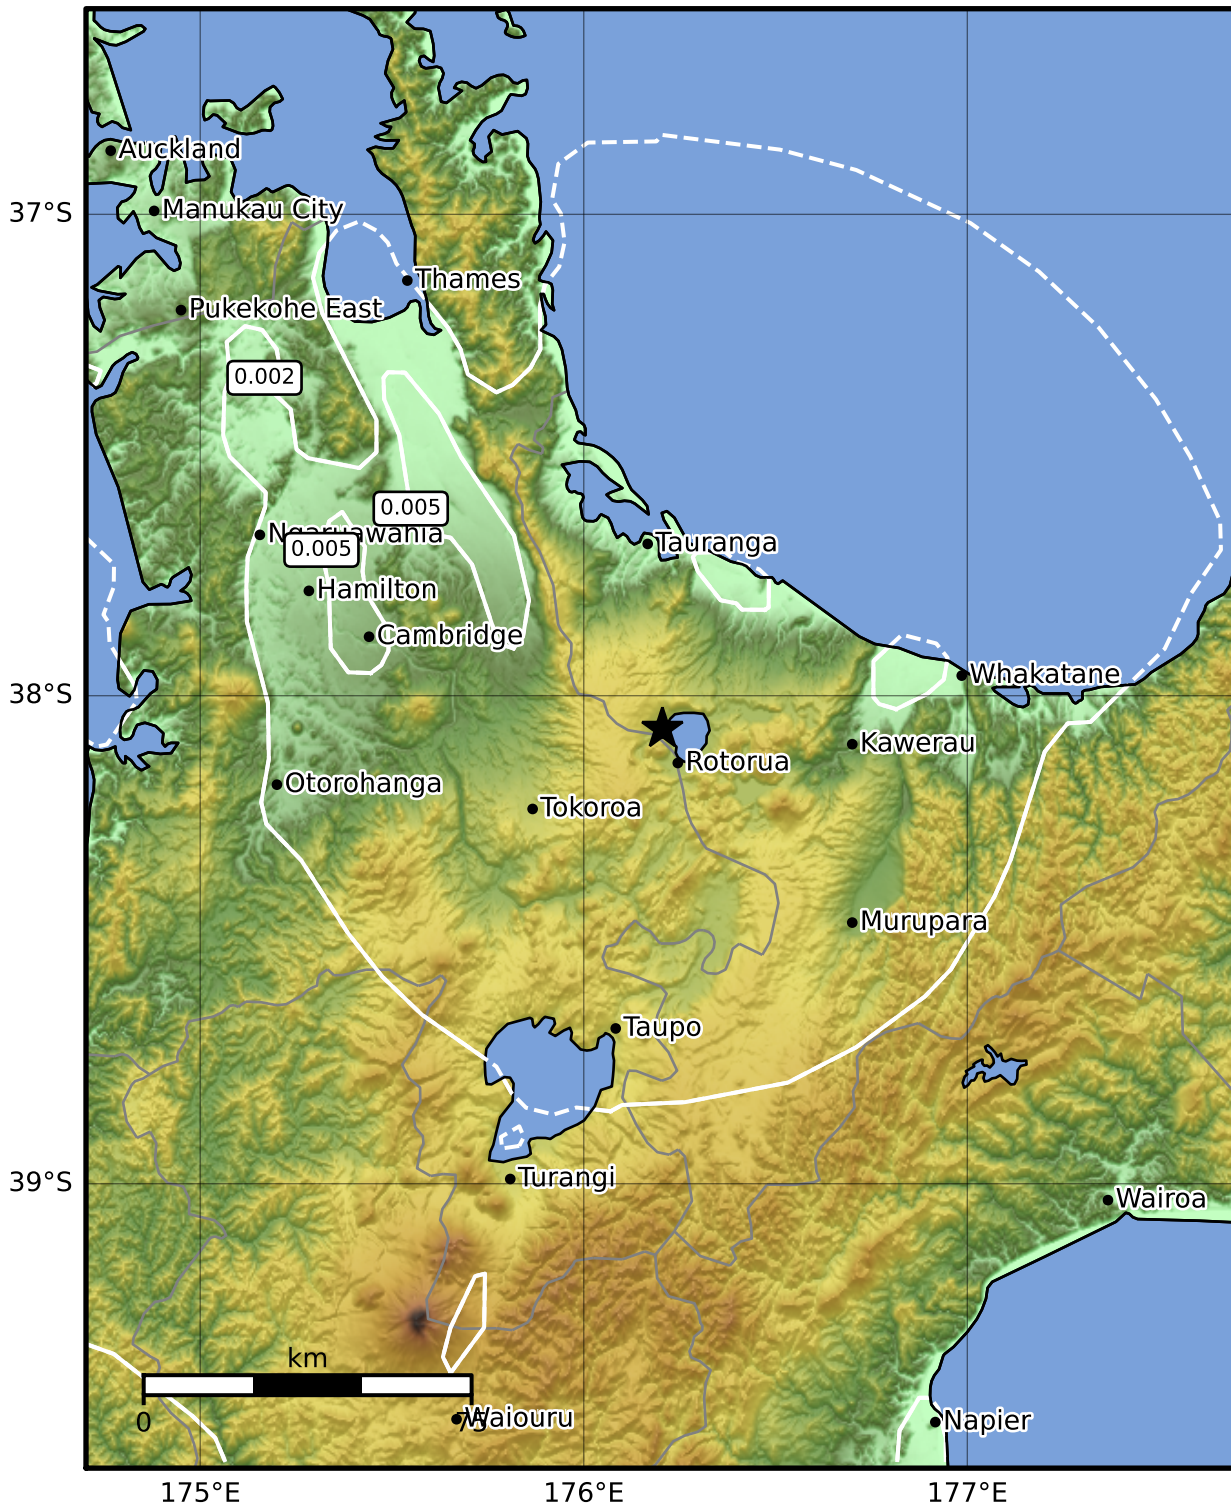 Auckland
37°S
Manukau City
Thames
Pukekohe East
0.002
0.005
Ngaruawahia
Tauranga
0.005
Hamilton
Cambridge
Whakatane
38°S
Kawerau
Rotorua
Otorohanga
Tokoroa
Murupara
Taupo
Turangi
39°S
Wairoa
km
0
75
Waiouru
Napier
175°E
176°E
177°E